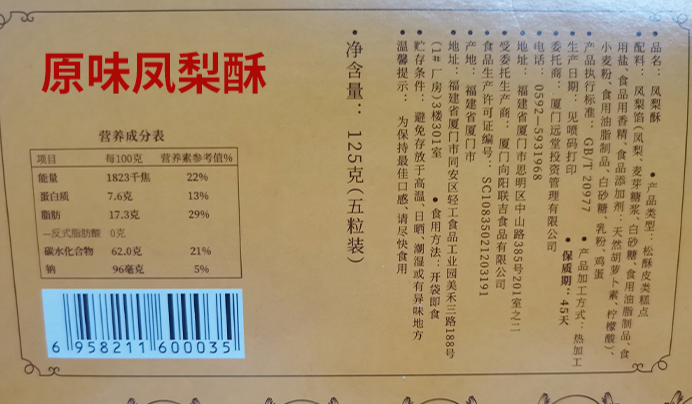 原味凤梨酥
营养成分表
项目 每100克 营养素参考值%
能量 1823千焦 22%
蛋白质 7.6克 13%
脂肪 17.3克 29%
—反式脂肪酸 0克
碳水化合物 62.0克 21%
钠 96毫克 5%
6 958211 600035
•品名：凤梨酥 •产品类型：松酥皮类糕点
•配料：凤梨馅(凤梨、麦芽糖浆、白砂糖、食用油脂制品、食
用盐、食品用香精、食品添加剂：天然胡萝卜素、柠檬酸)、
小麦粉、食用油脂制品、白砂糖、乳粉、鸡蛋
•产品执行标准：GB/T 20977 •产品加工方式：热加工
•生产日期：见喷码打印 •保质期：45天
•委托商：厦门远堂投资管理有限公司
•电话：0592-5931968
•地址：福建省厦门市思明区中山路385号201室之二
•受委托生产商：厦门向阳联吉食品有限公司
•食品生产许可证编号：SC10835021203191
•产地：福建省厦门市
•地址：福建省厦门市同安区轻工食品工业园美禾三路188号
(1#厂房)3楼301室 •食用方法：开袋即食
•贮存条件：避免存放于高温、日晒、潮湿或有异味地方
•温馨提示：为保持最佳口感，请尽快食用
•净含量：125克(五粒装)